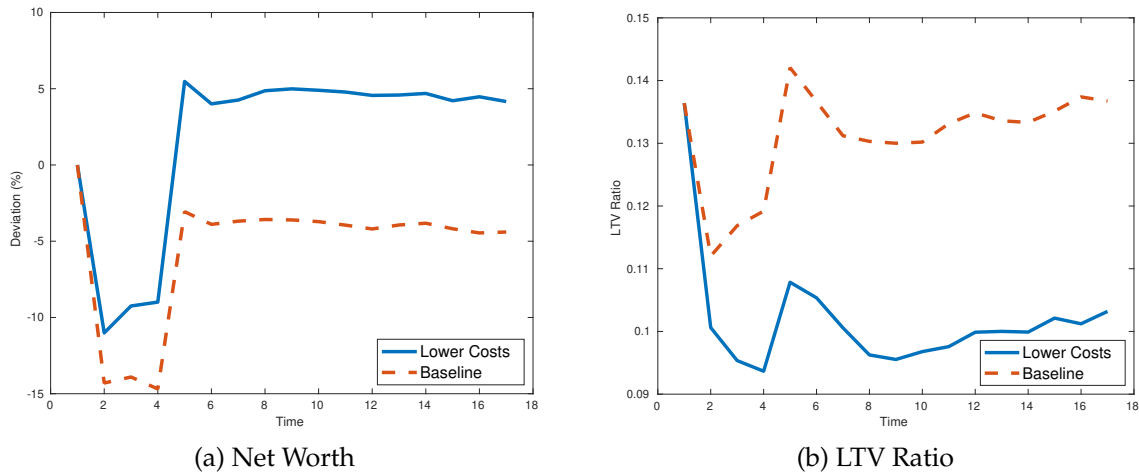 10
5
0
-5
-10
-15
Deviation (%)
0 2 4 6 8 10 12 14 16 18
Time
Lower Costs
Baseline
(a) Net Worth
0.15
0.14
0.13
0.12
0.11
0.1
0.09
LTV Ratio
0 2 4 6 8 10 12 14 16 18
Time
Lower Costs
Baseline
(b) LTV Ratio